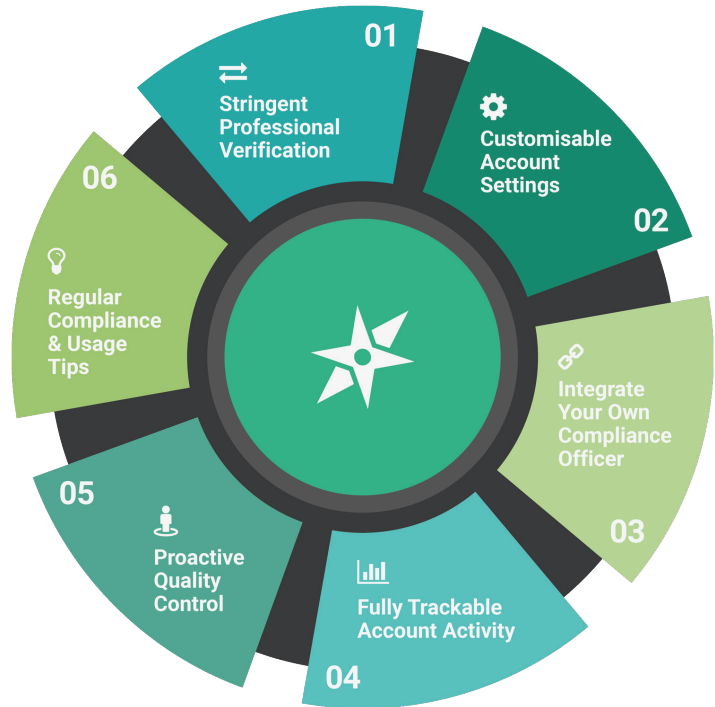 01
Stringent
Professional
Verification
02
Customisable
Account
Settings
03
Integrate
Your Own
Compliance
Officer
04
Fully Trackable
Account Activity
05
Proactive
Quality
Control
06
Regular
Compliance
& Usage
Tips